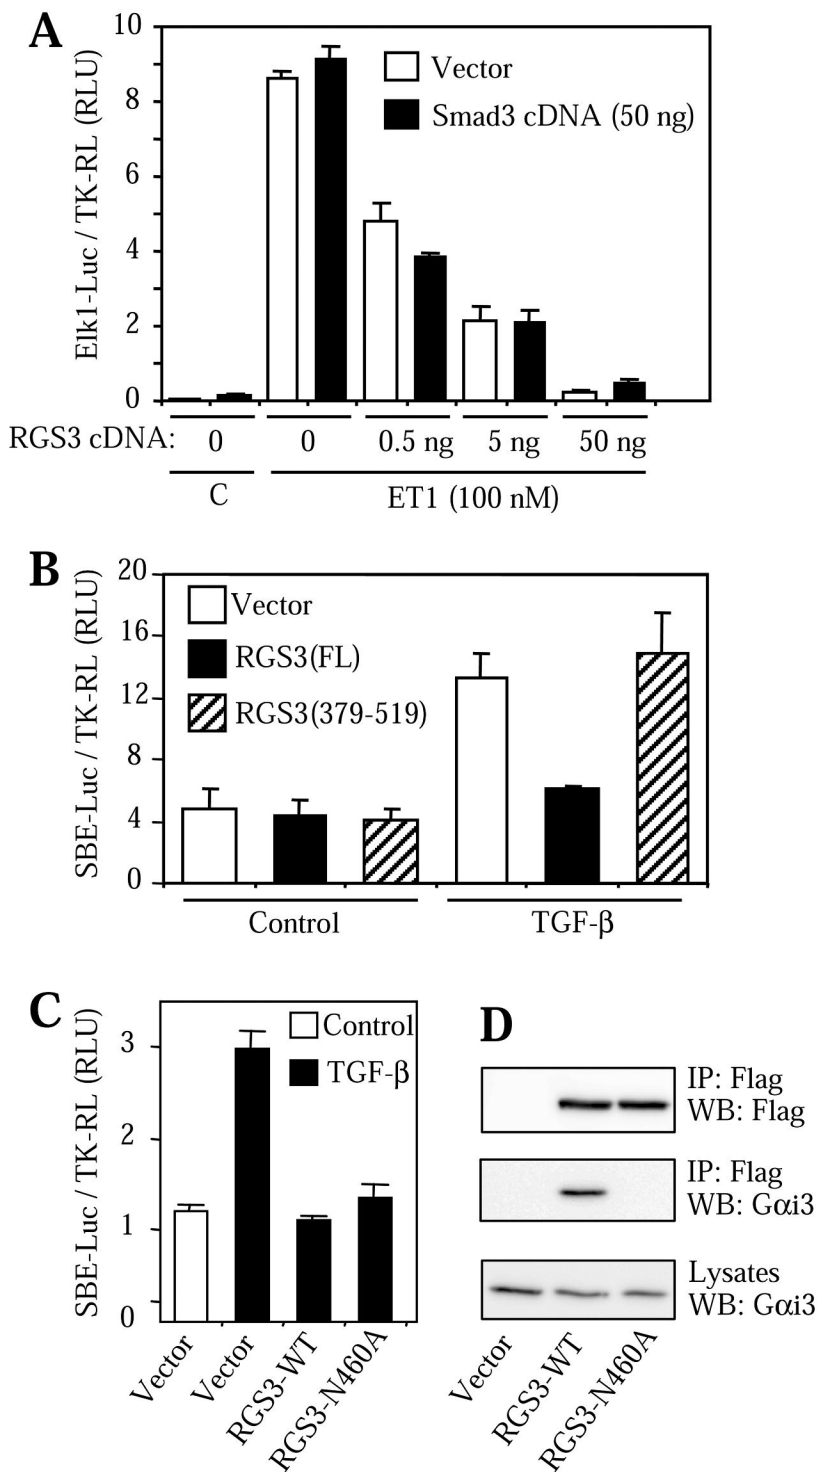 A
10
8
6
4
2
0
Elk1-Luc / TK-RL (RLU)
Vector
Smad3 cDNA (50 ng)
RGS3 cDNA: 0 0 0.5 ng 5 ng 50 ng
C ET1 (100 nM)
B
20
16
12
8
4
0
SBE-Luc / TK-RL (RLU)
Vector
RGS3(FL)
RGS3(379-519)
Control TGF-β
C
3
2
1
0
SBE-Luc / TK-RL (RLU)
Control
TGF-β
Vector
Vector
RGS3-WT
RGS3-N460A
D
IP: Flag
WB: Flag
IP: Flag
WB: Gαi3
Lysates
WB: Gαi3
Vector
RGS3-WT
RGS3-N460A